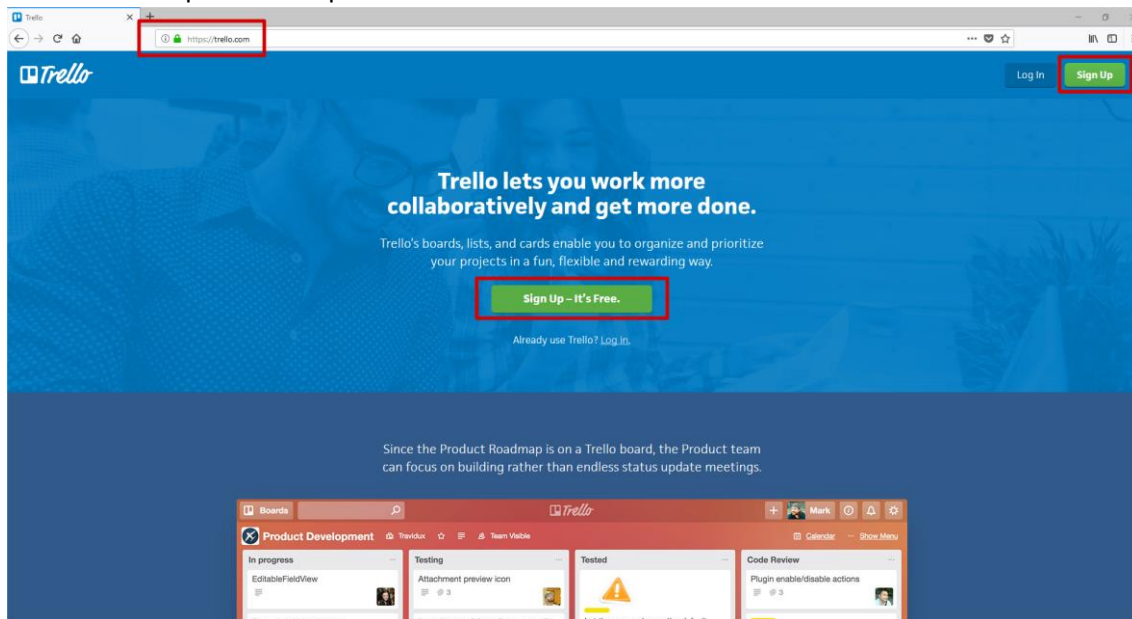 Trello
https://trello.com
Trello
Log In
Sign Up
Trello lets you work more
collaboratively and get more done.
Trello's boards, lists, and cards enable you to organize and prioritize
your projects in a fun, flexible and rewarding way.
Sign Up – It's Free.
Already use Trello? Log in.
Since the Product Roadmap is on a Trello board, the Product team
can focus on building rather than endless status update meetings.
Boards
Trello
Mark
Product Development
Travidux
Team Visible
Calendar
Show Menu
In progress
Testing
Tested
Code Review
EditableFieldView
Attachment preview icon
3
Plugin enable/disable actions
3